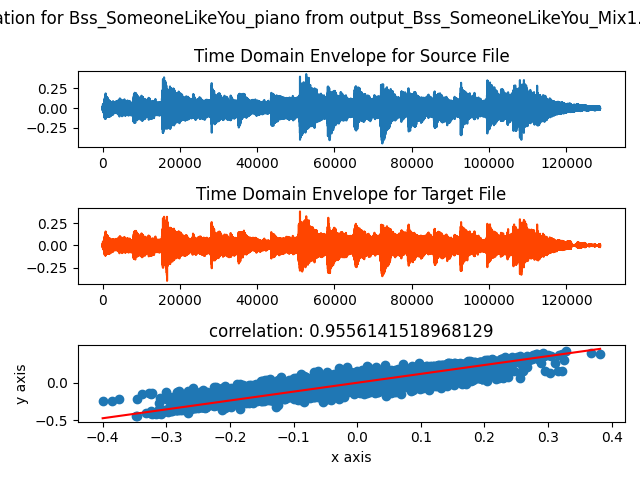 ation for Bss_SomeoneLikeYou_piano from output_Bss_SomeoneLikeYou_Mix1.
Time Domain Envelope for Source File
0.25
0.00
−0.25
0 20000 40000 60000 80000 100000 120000
Time Domain Envelope for Target File
0.25
0.00
−0.25
0 20000 40000 60000 80000 100000 120000
correlation: 0.9556141518968129
y axis
0.0
−0.5
−0.4 −0.3 −0.2 −0.1 0.0 0.1 0.2 0.3 0.4
x axis